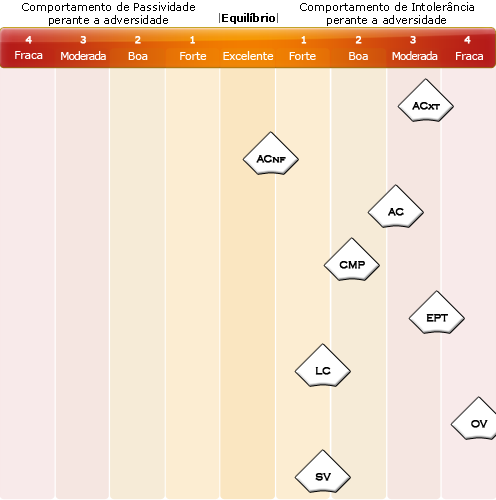 Comportamento de Passividade
perante a adversidade
|Equilíbrio|
Comportamento de Intolerância
perante a adversidade
4 3 2 1 1 2 3 4
Fraca Moderada Boa Forte Excelente Forte Boa Moderada Fraca
ACXT
ACNF
AC
CMP
EPT
LC
OV
SV